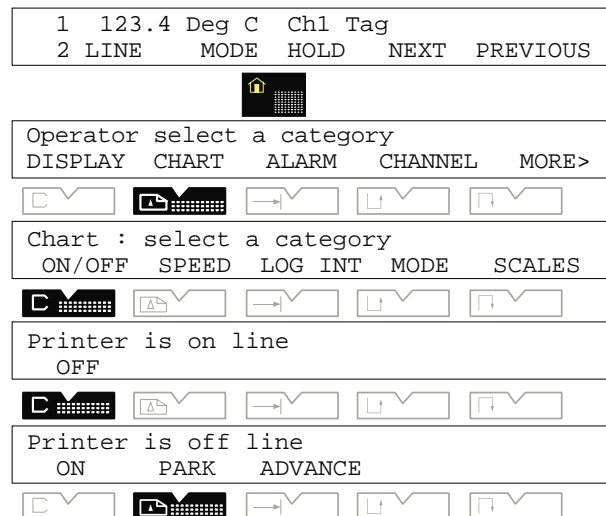 1 123.4 Deg C Ch1 Tag
2 LINE MODE HOLD NEXT PREVIOUS
Operator select a category
DISPLAY CHART ALARM CHANNEL MORE>
Chart : select a category
ON/OFF SPEED LOG INT MODE SCALES
Printer is on line
OFF
Printer is off line
ON PARK ADVANCE